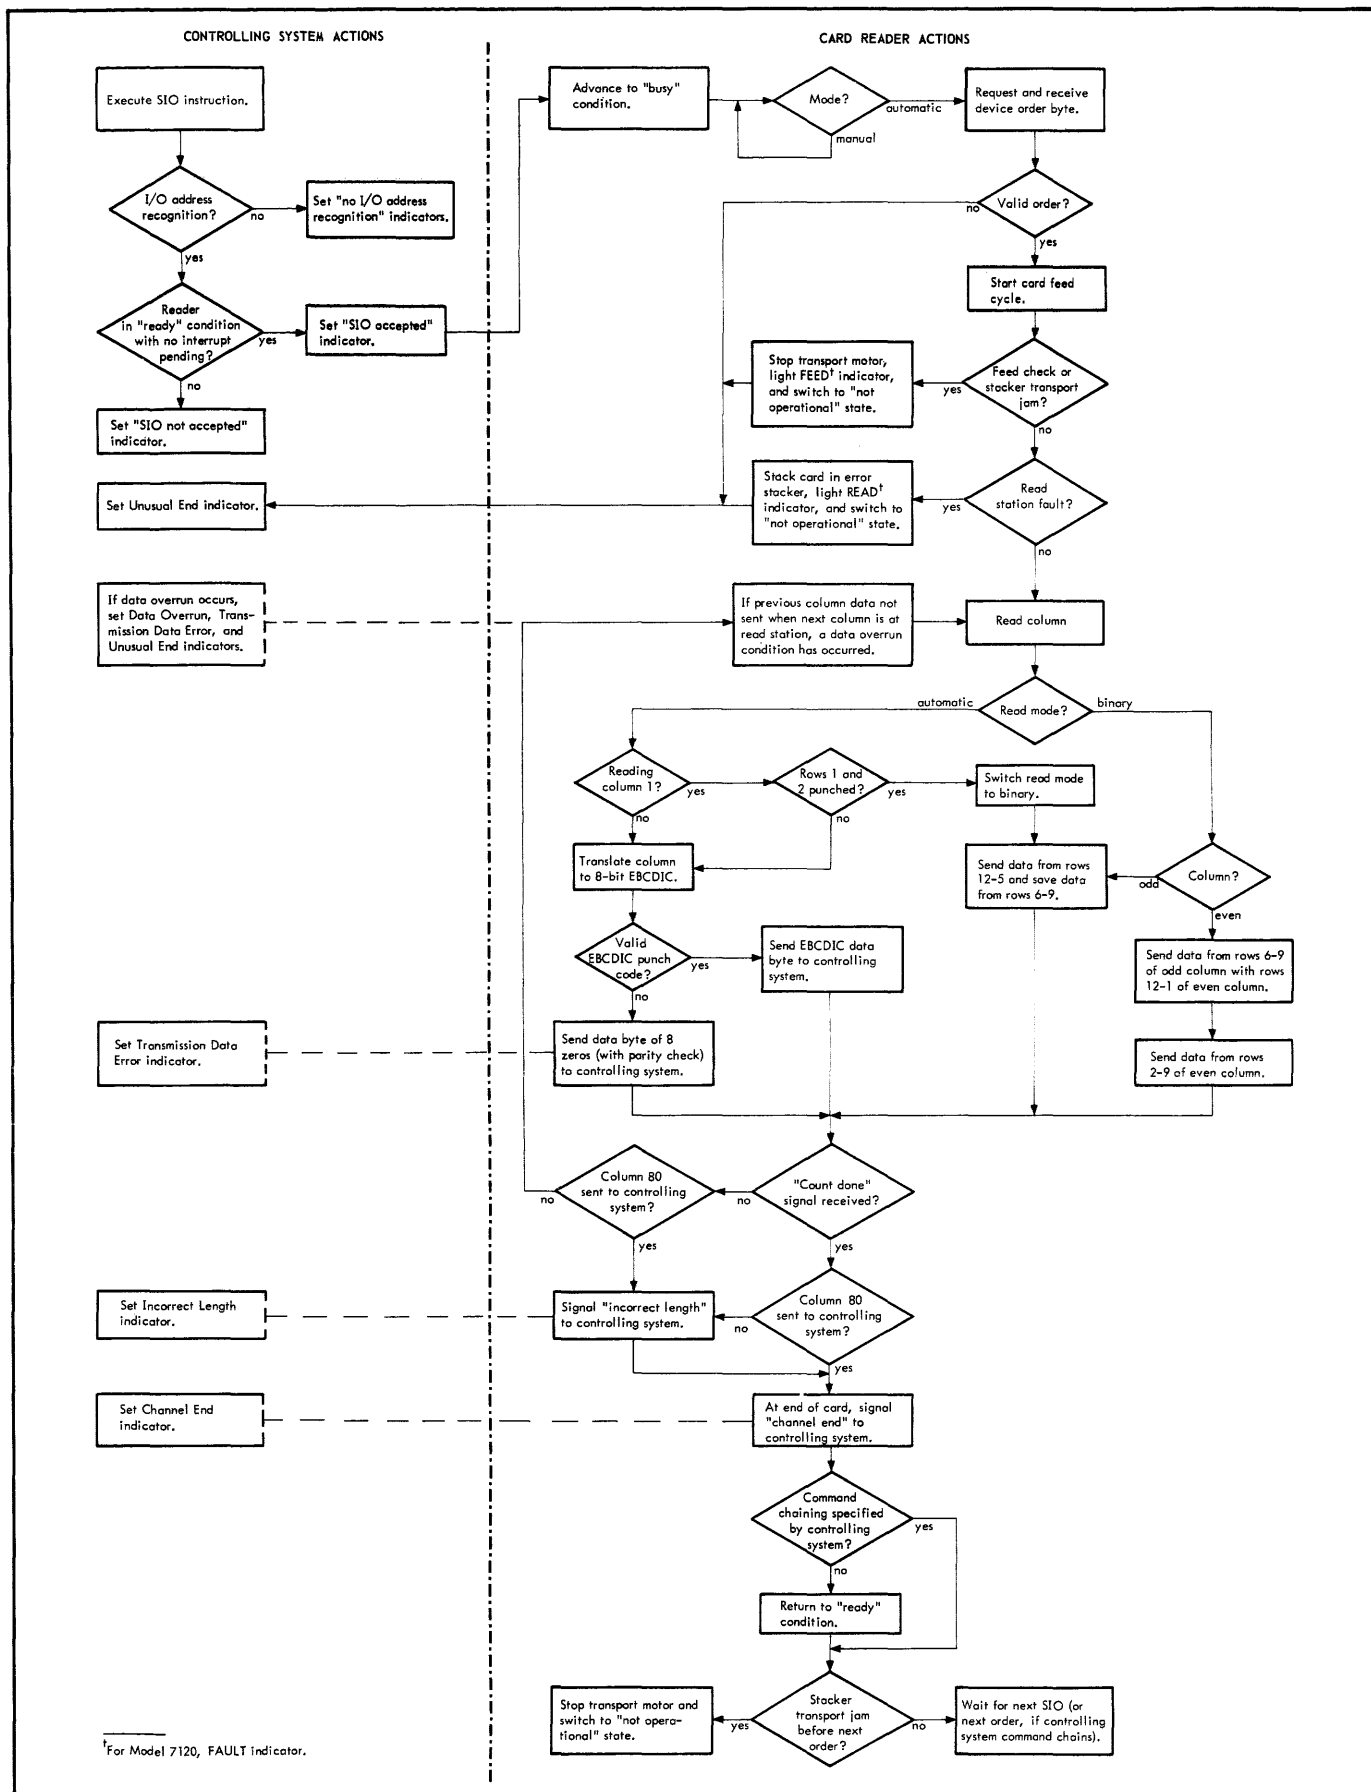 CONTROLLING SYSTEM ACTIONS
CARD READER ACTIONS
Execute SIO instruction.
I/O address
recognition?
no
yes
Set "no I/O address
recognition" indicators.
Reader
in "ready" condition
with no interrupt
pending?
yes
no
Set "SIO accepted"
indicator.
Set "SIO not accepted"
indicator.
Advance to "busy"
condition.
Mode?
automatic
manual
Request and receive
device order byte.
Valid order?
no
yes
Start card feed
cycle.
Feed check or
stacker transport
jam?
yes
no
Stop transport motor,
light FEED† indicator,
and switch to "not
operational" state.
Read
station fault?
yes
no
Stack card in error
stacker, light READ†
indicator, and switch to
"not operational" state.
Set Unusual End indicator.
If data overrun occurs,
set Data Overrun, Trans-
mission Data Error, and
Unusual End indicators.
If previous column data not
sent when next column is at
read station, a data overrun
condition has occurred.
Read column
Read mode?
automatic
binary
Reading
column 1?
yes
no
Rows 1 and
2 punched?
yes
no
Switch read mode
to binary.
Translate column
to 8-bit EBCDIC.
Send data from rows
12-5 and save data
from rows 6-9.
Column?
odd
even
Valid
EBCDIC punch
code?
yes
no
Send EBCDIC data
byte to controlling
system.
Send data from rows 6-9
of odd column with rows
12-1 of even column.
Set Transmission Data
Error indicator.
Send data byte of 8
zeros (with parity check)
to controlling system.
Send data from rows
2-9 of even column.
Column 80
sent to controlling
system?
no
yes
"Count done"
signal received?
no
yes
Set Incorrect Length
indicator.
Signal "incorrect length"
to controlling system.
Column 80
sent to controlling
system?
no
yes
Set Channel End
indicator.
At end of card, signal
"channel end" to
controlling system.
Command
chaining specified
by controlling
system?
yes
no
Return to "ready"
condition.
Stop transport motor and
switch to "not opera-
tional" state.
Stacker
transport jam
before next
order?
yes
no
Wait for next SIO (or
next order, if controlling
system command chains).
†For Model 7120, FAULT indicator.